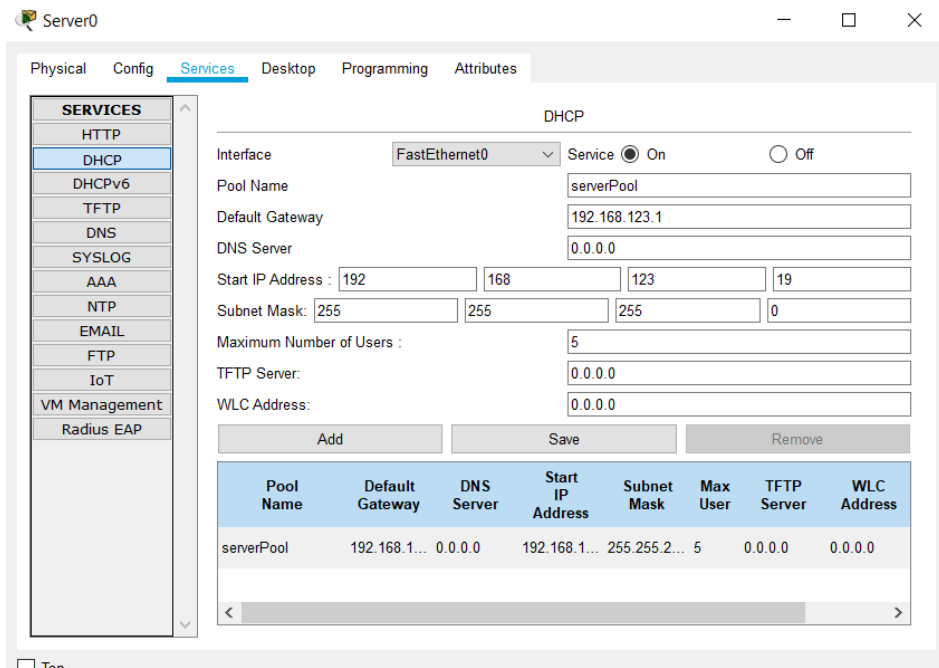 Server0
Physical Config Services Desktop Programming Attributes
SERVICES
HTTP
DHCP
DHCPv6
TFTP
DNS
SYSLOG
AAA
NTP
EMAIL
FTP
IoT
VM Management
Radius EAP
DHCP
Interface FastEthernet0 Service On Off
Pool Name serverPool
Default Gateway 192.168.123.1
DNS Server 0.0.0.0
Start IP Address : 192 168 123 19
Subnet Mask: 255 255 255 0
Maximum Number of Users : 5
TFTP Server: 0.0.0.0
WLC Address: 0.0.0.0
Add Save Remove
Pool Name Default Gateway DNS Server Start IP Address Subnet Mask Max User TFTP Server WLC Address
serverPool 192.168.1... 0.0.0.0 192.168.1... 255.255.2... 5 0.0.0.0 0.0.0.0